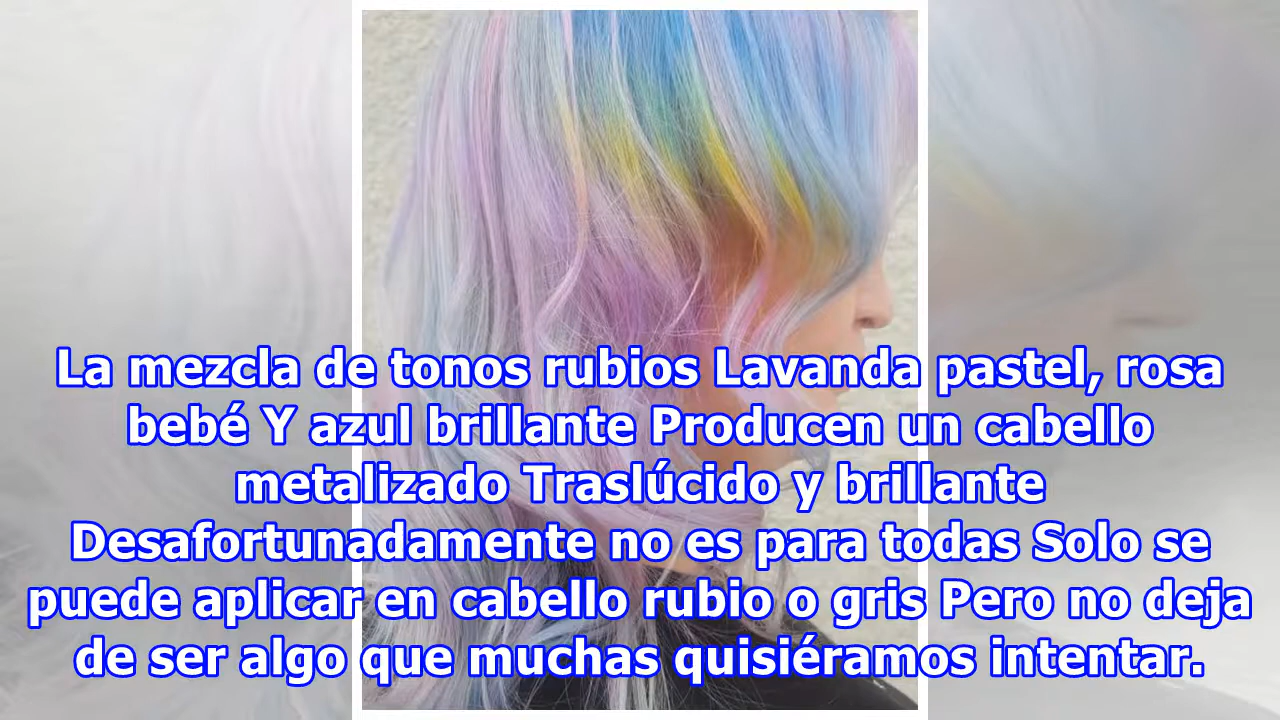 La mezcla de tonos rubios Lavanda pastel, rosa
bebé Y azul brillante Producen un cabello
metalizado Traslúcido y brillante
Desafortunadamente no es para todas Solo se
puede aplicar en cabello rubio o gris Pero no deja
de ser algo que muchas quisiéramos intentar.